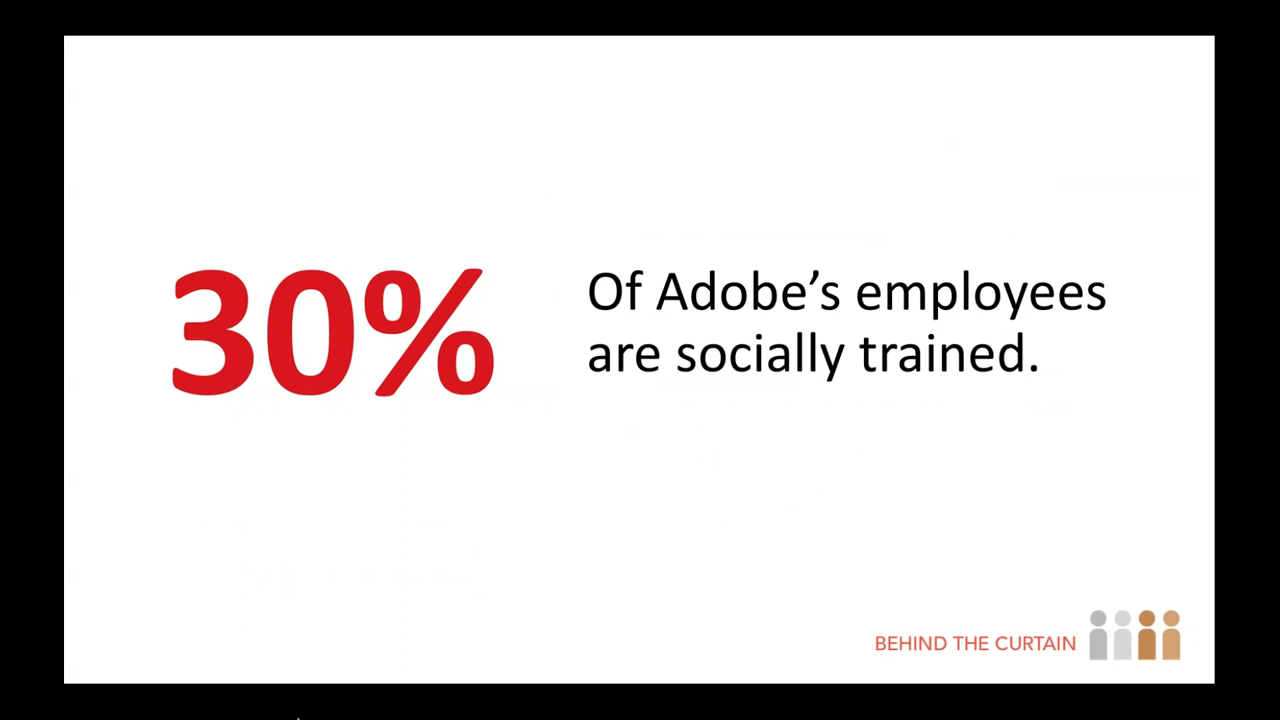 30%
Of Adobe’s employees
are socially trained.
BEHIND THE CURTAIN